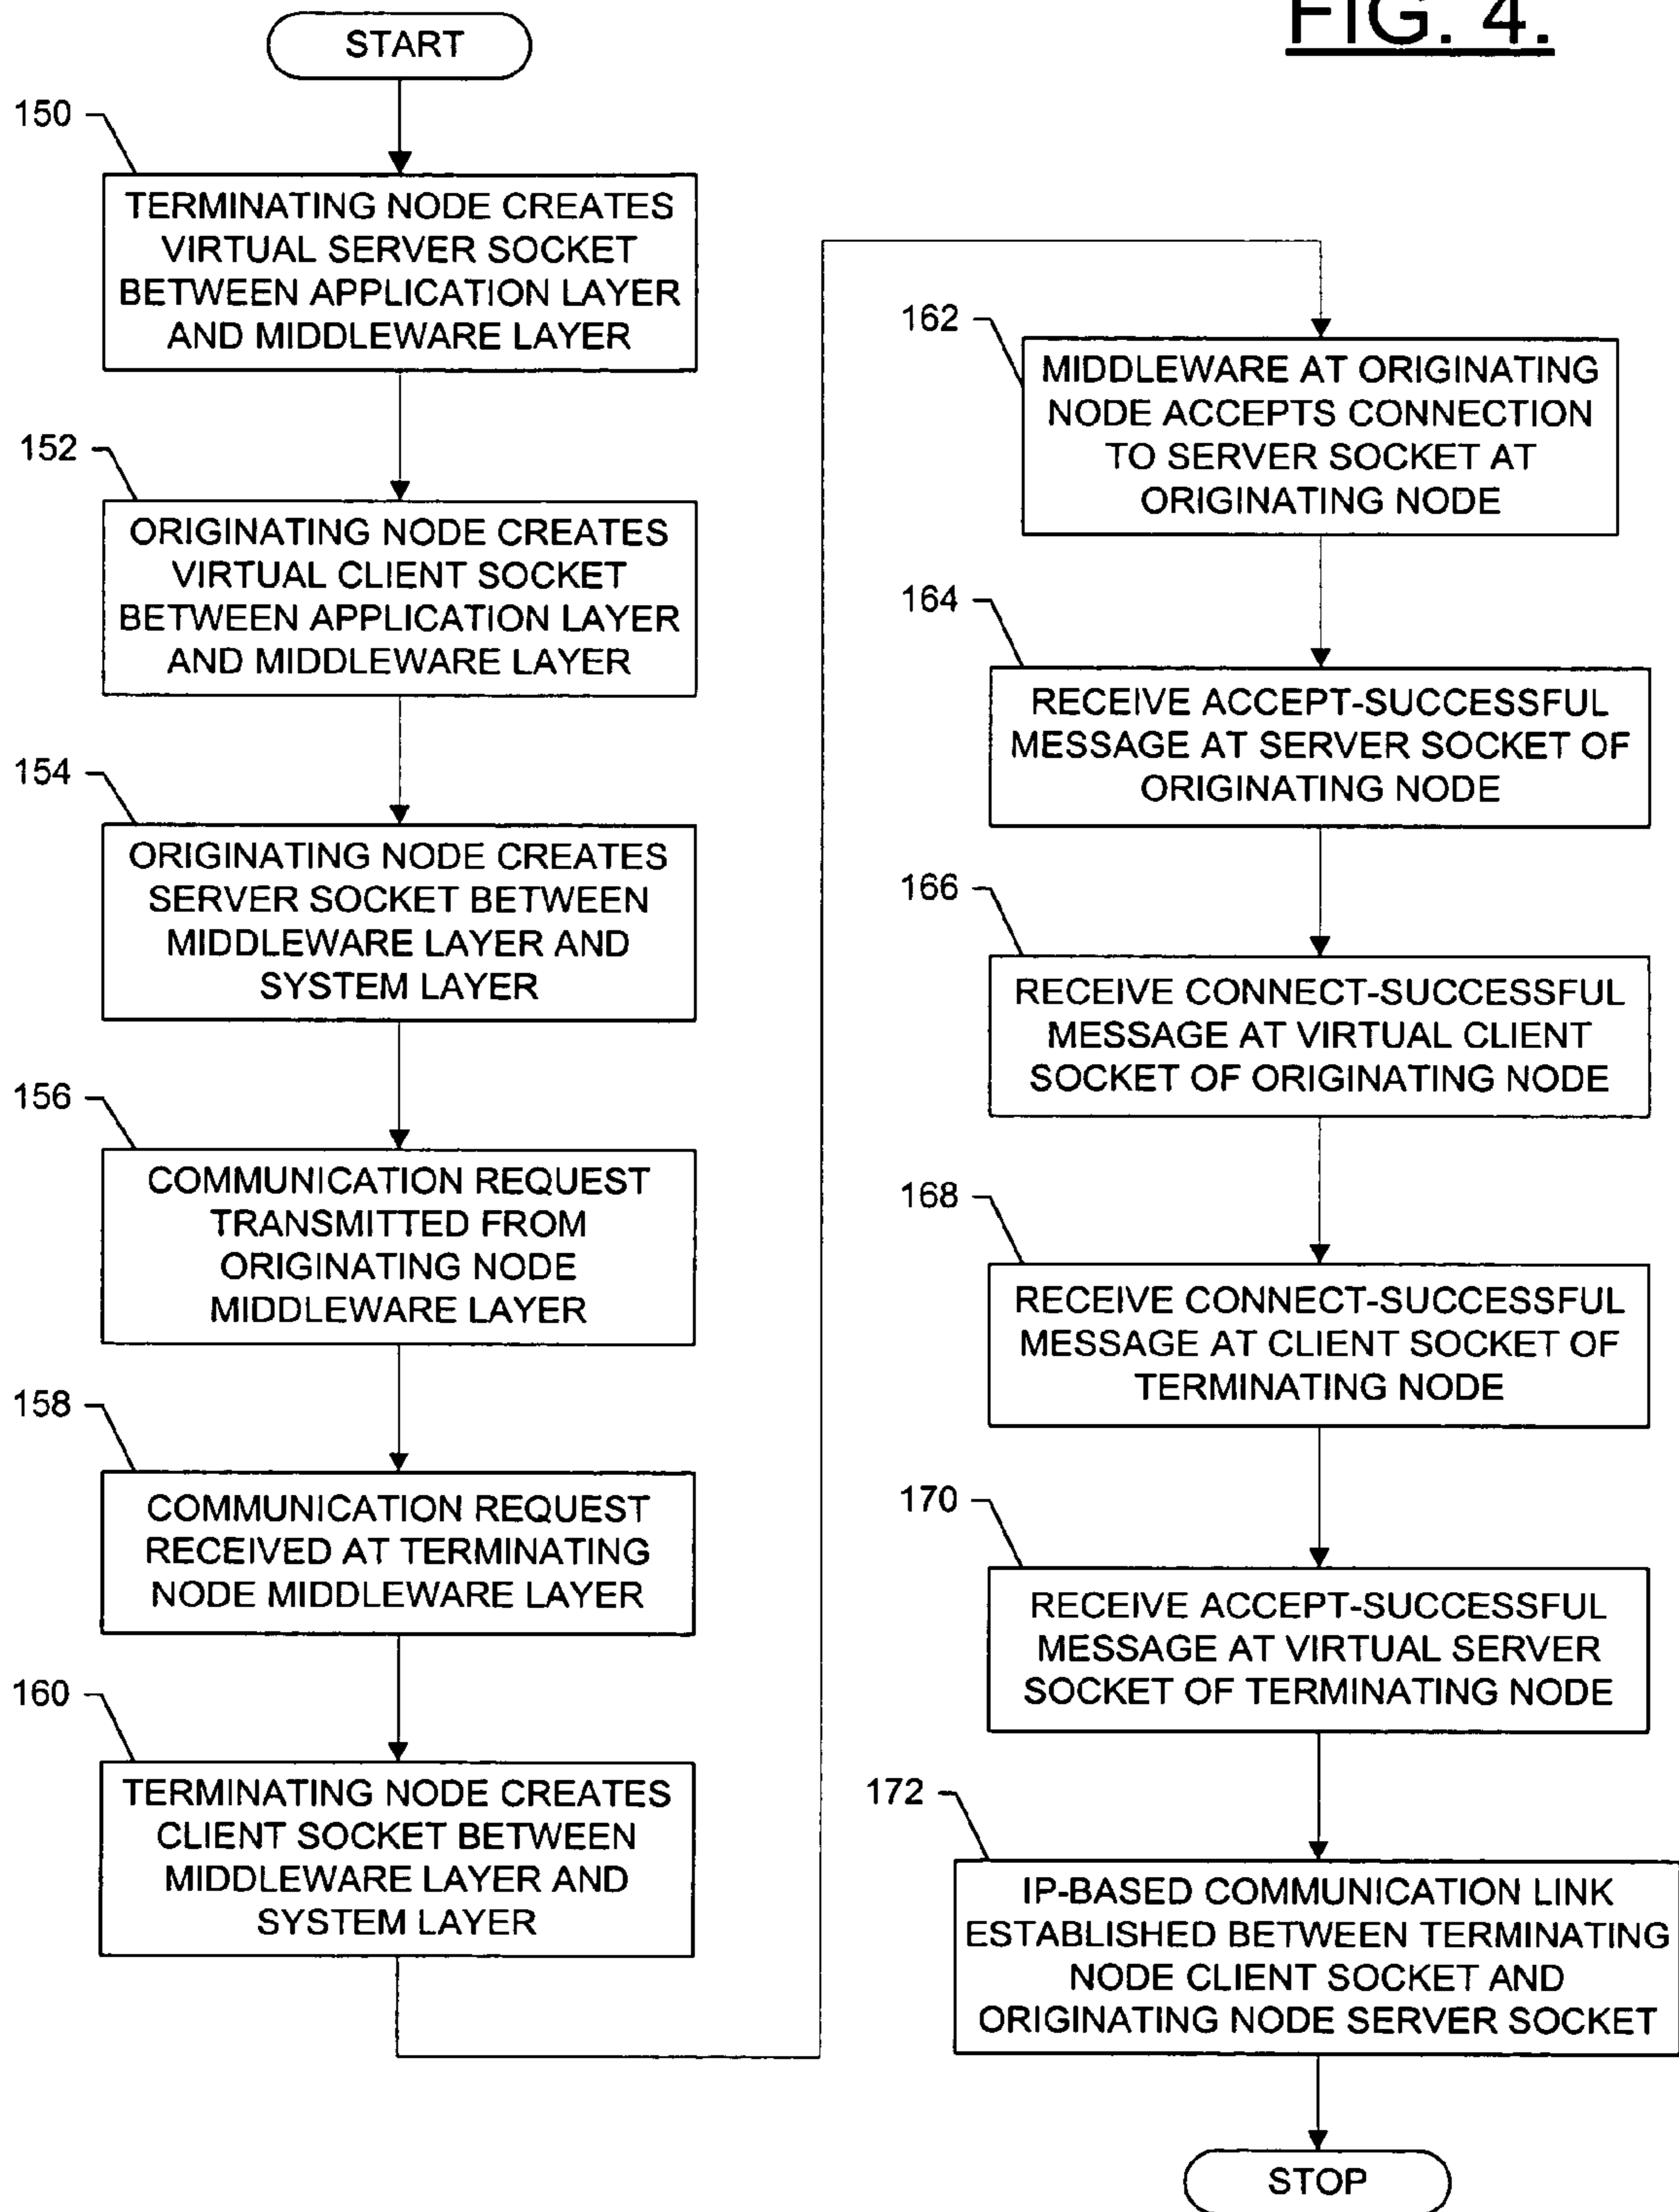 FIG. 4.
START
150
TERMINATING NODE CREATES
VIRTUAL SERVER SOCKET
BETWEEN APPLICATION LAYER
AND MIDDLEWARE LAYER
152
ORIGINATING NODE CREATES
VIRTUAL CLIENT SOCKET
BETWEEN APPLICATION LAYER
AND MIDDLEWARE LAYER
154
ORIGINATING NODE CREATES
SERVER SOCKET BETWEEN
MIDDLEWARE LAYER AND
SYSTEM LAYER
156
COMMUNICATION REQUEST
TRANSMITTED FROM
ORIGINATING NODE
MIDDLEWARE LAYER
158
COMMUNICATION REQUEST
RECEIVED AT TERMINATING
NODE MIDDLEWARE LAYER
160
TERMINATING NODE CREATES
CLIENT SOCKET BETWEEN
MIDDLEWARE LAYER AND
SYSTEM LAYER
162
MIDDLEWARE AT ORIGINATING
NODE ACCEPTS CONNECTION
TO SERVER SOCKET AT
ORIGINATING NODE
164
RECEIVE ACCEPT-SUCCESSFUL
MESSAGE AT SERVER SOCKET OF
ORIGINATING NODE
166
RECEIVE CONNECT-SUCCESSFUL
MESSAGE AT VIRTUAL CLIENT
SOCKET OF ORIGINATING NODE
168
RECEIVE CONNECT-SUCCESSFUL
MESSAGE AT CLIENT SOCKET OF
TERMINATING NODE
170
RECEIVE ACCEPT-SUCCESSFUL
MESSAGE AT VIRTUAL SERVER
SOCKET OF TERMINATING NODE
172
IP-BASED COMMUNICATION LINK
ESTABLISHED BETWEEN TERMINATING
NODE CLIENT SOCKET AND
ORIGINATING NODE SERVER SOCKET
STOP